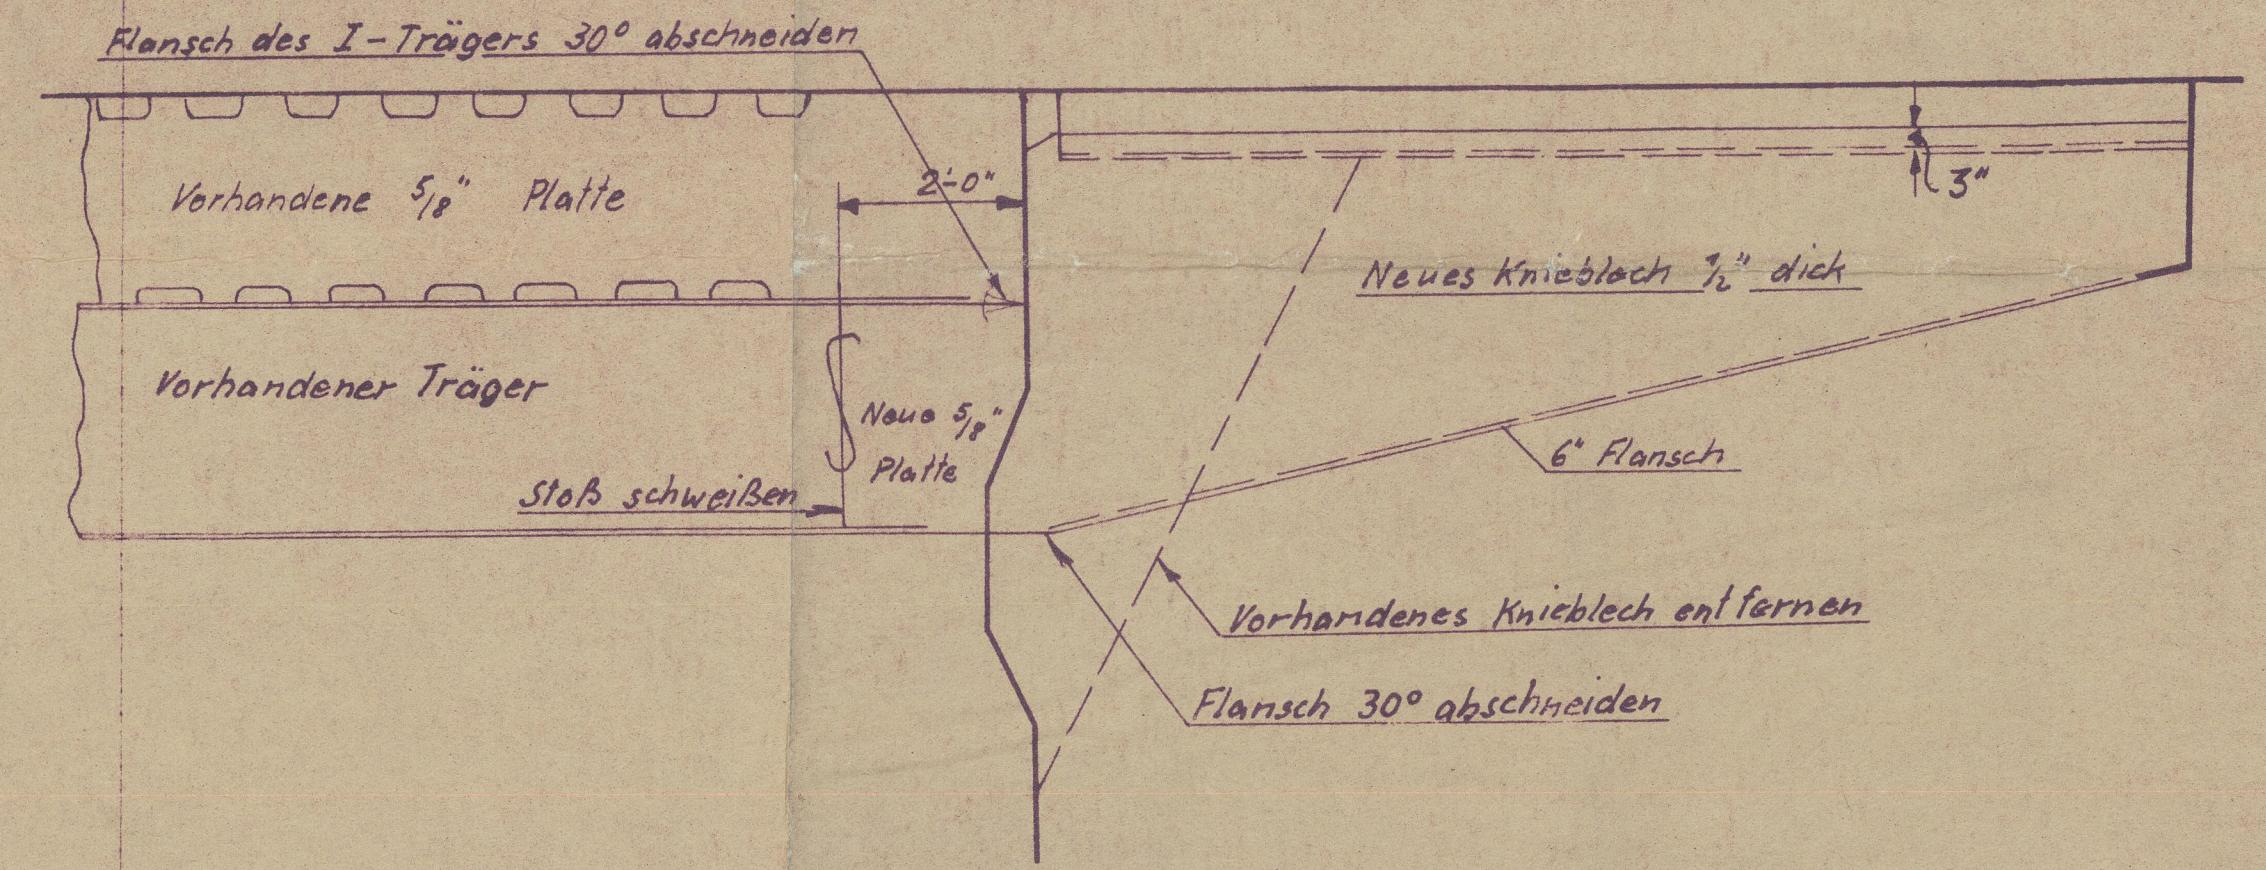 Flansch des I-Trägers 30° abschneiden
Vorhandene 5/8" Platte
2'-0"
3"
Neues Knieblech 1/2" dick
Vorhandener Träger
Neue 5/8"
Platte
Stoß schweißen
6" Flansch
Vorhandenes Knieblech entfernen
Flansch 30° abschneiden